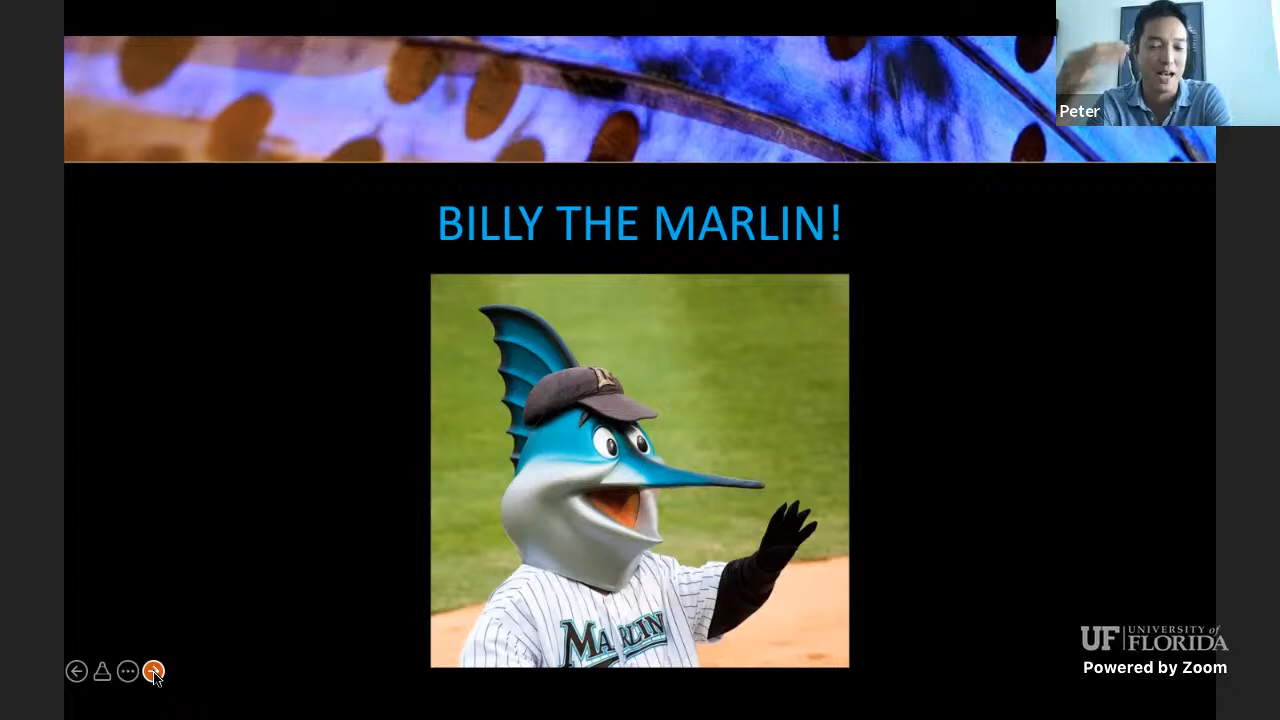 Peter
BILLY THE MARLIN!
MARLIN
UF UNIVERSITY of
FLORIDA
Powered by Zoom